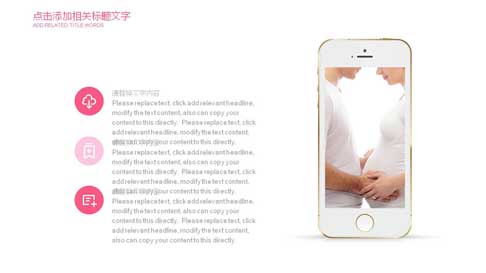 点击添加相关标题文字
ADD RELATED TITLE WORDS
请替换文字内容
Please replace text, click add relevant headline,
modify the text content, also can copy your
content to this directly. Please replace text, click
add relevant headline, modify the text content,
also can copy your content to this directly.
Please replace text, click add relevant headline,
modify the text content, also can copy your
content to this directly. Please replace text, click
add relevant headline, modify the text content,
also can copy your content to this directly.
Please replace text, click add relevant headline,
modify the text content, also can copy your
content to this directly. Please replace text, click
add relevant headline, modify the text content,
also can copy your content to this directly.